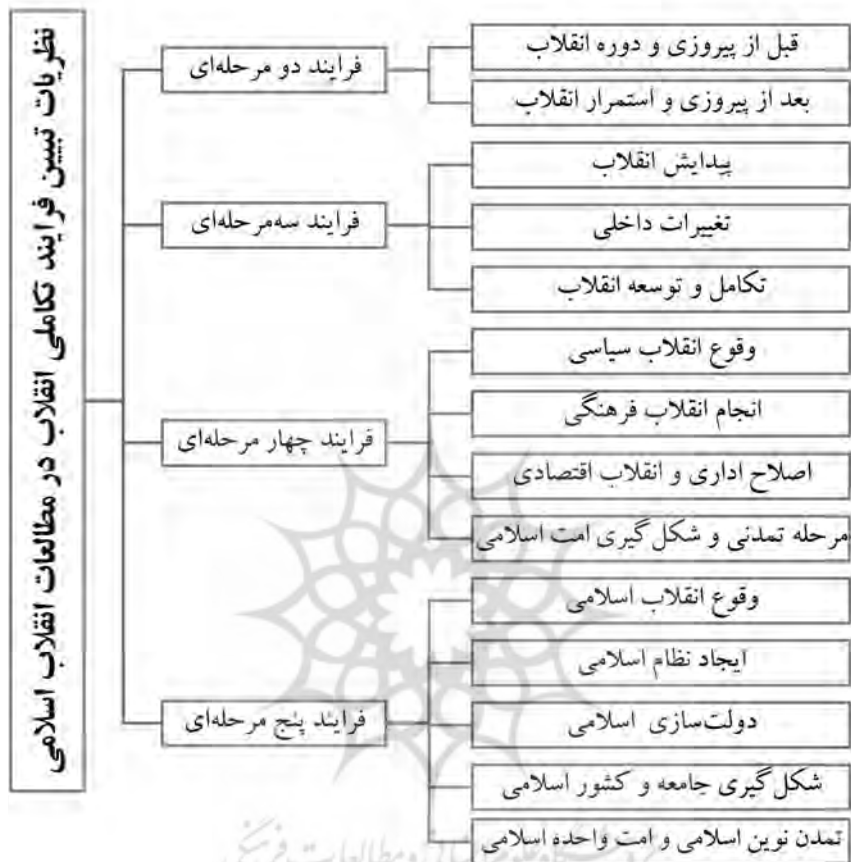 نظریات تبیین فرایند تکاملی انقلاب در مطالعات انقلاب اسلامی
فرایند دو مرحله‌ای
قبل از پیروزی و دوره انقلاب
بعد از پیروزی و استمرار انقلاب
فرایند سه‌مرحله‌ای
پیدایش انقلاب
تغییرات داخلی
تکامل و توسعه انقلاب
فرایند چهار مرحله‌ای
وقوع انقلاب سیاسی
انجام انقلاب فرهنگی
اصلاح اداری و انقلاب اقتصادی
مرحله تمدنی و شکل‌گیری امت اسلامی
فرایند پنج مرحله‌ای
وقوع انقلاب اسلامی
ایجاد نظام اسلامی
دولت‌سازی اسلامی
شکل‌گیری جامعه و کشور اسلامی
تمدن نوین اسلامی و امت واحده اسلامی